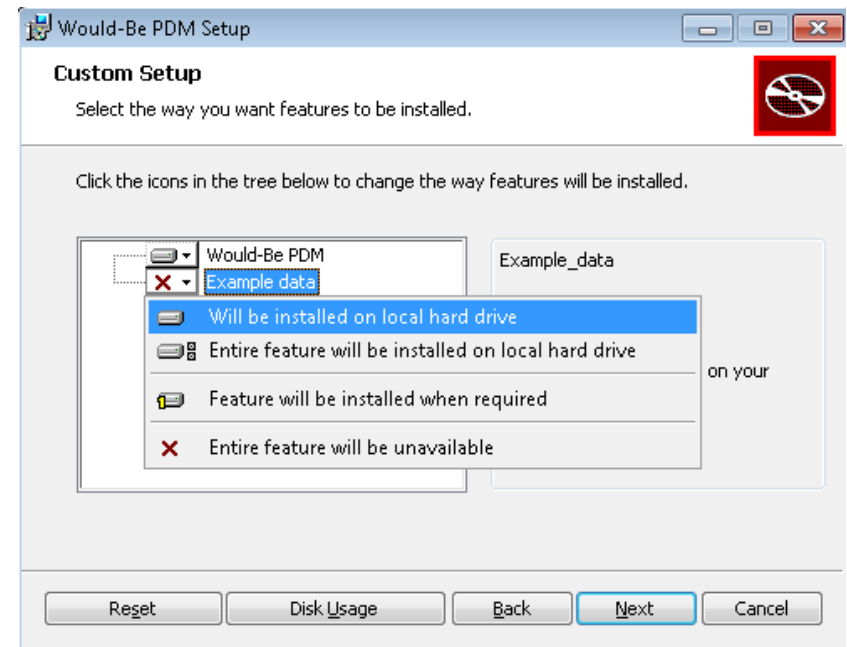 Would-Be PDM Setup
Custom Setup
Select the way you want features to be installed.
Click the icons in the tree below to change the way features will be installed.
Would-Be PDM
Example data
Example_data
Will be installed on local hard drive
Entire feature will be installed on local hard drive
on your
Feature will be installed when required
Entire feature will be unavailable
Reset
Disk Usage
Back
Next
Cancel